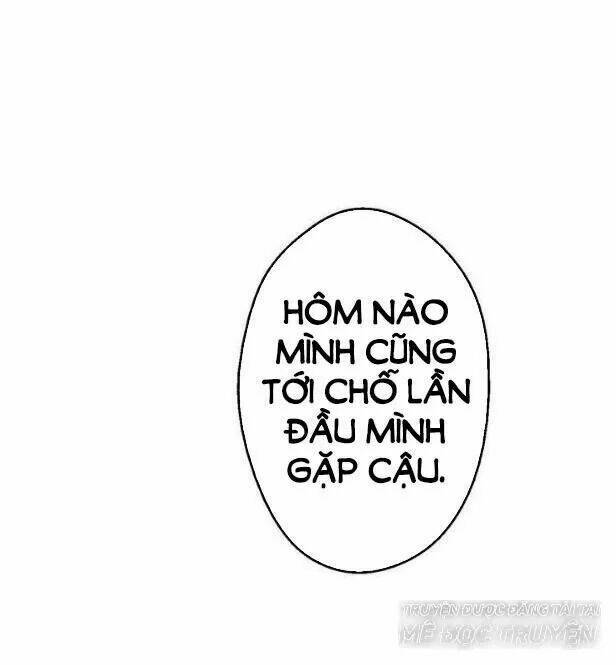 HÔM NÀO
MÌNH CŨNG
TỚI CHỖ LẦN
ĐẦU MÌNH
GẶP CẬU.
TRUYỆN ĐƯỢC ĐĂNG TẢI TẠI
MÊ ĐỌC TRUYỆN